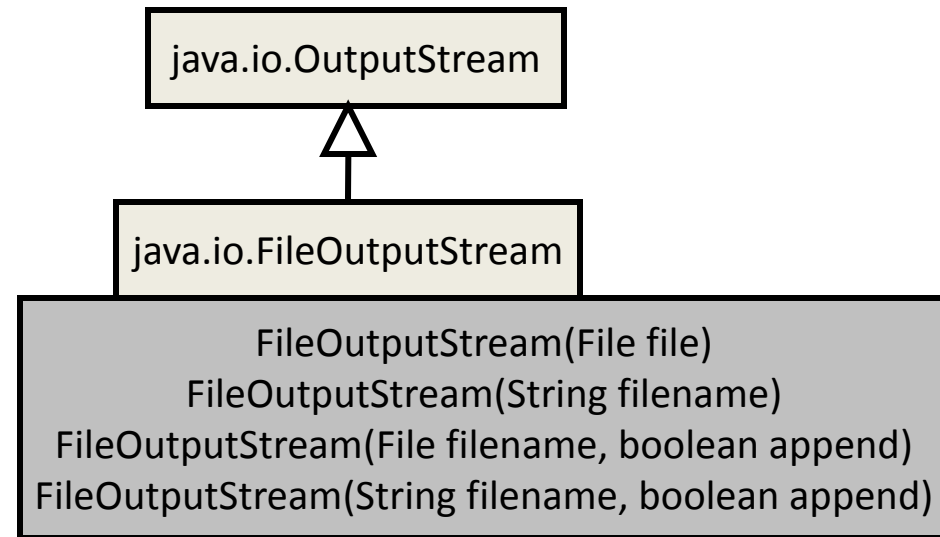 java.io.OutputStream
java.io.FileOutputStream
FileOutputStream(File file)
FileOutputStream(String filename)
FileOutputStream(File filename, boolean append)
FileOutputStream(String filename, boolean append)